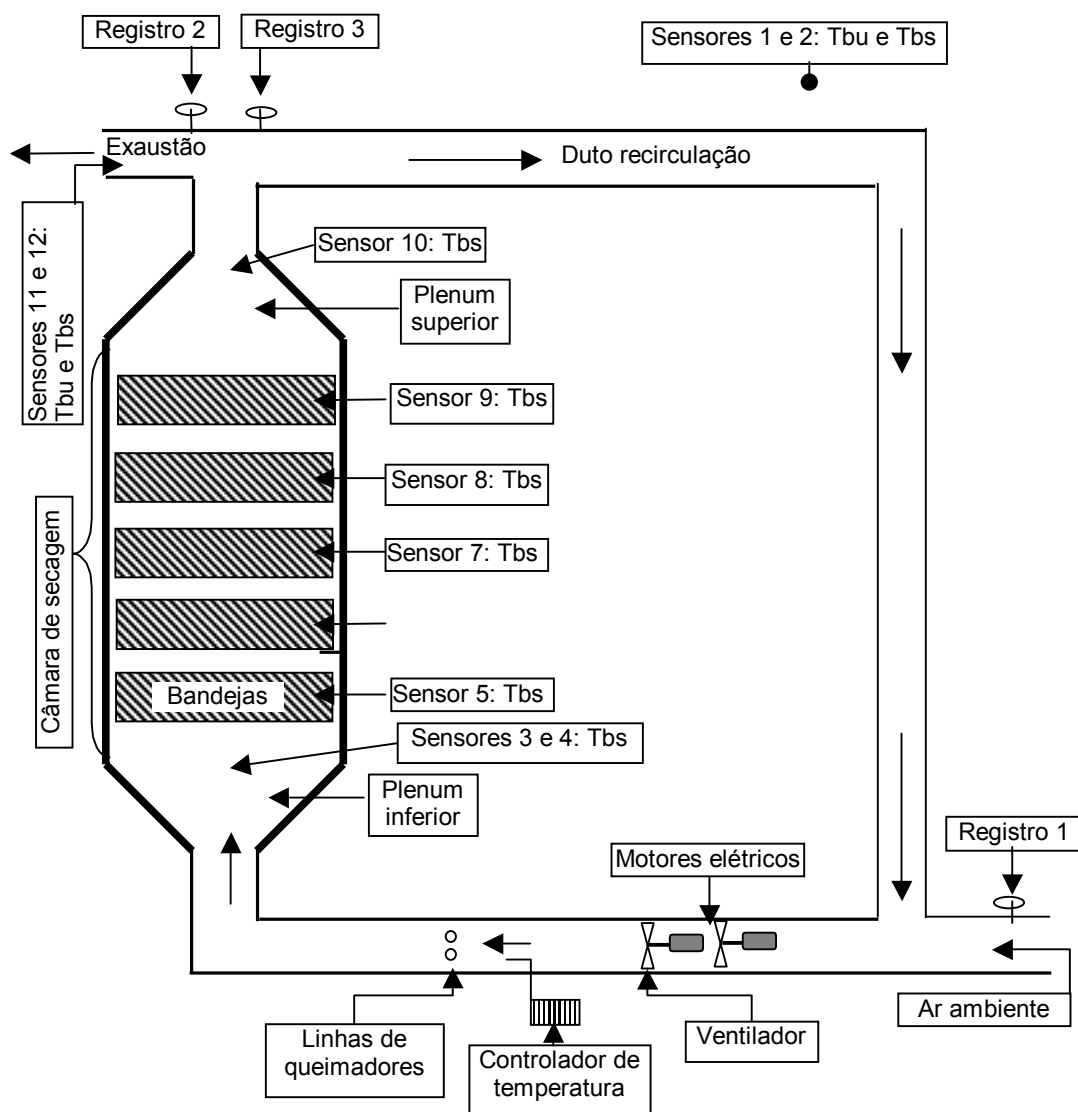 Registro 2
Registro 3
Sensores 1 e 2: Tbu e Tbs
Exaustão
Duto recirculação
Sensores 11 e 12:
Tbu e Tbs
Sensor 10: Tbs
Plenum
superior
Sensor 9: Tbs
Sensor 8: Tbs
Câmara de secagem
Sensor 7: Tbs
Bandejas
Sensor 5: Tbs
Sensores 3 e 4: Tbs
Plenum
inferior
Registro 1
Motores elétricos
Ar ambiente
Linhas de
queimadores
Controlador de
temperatura
Ventilador